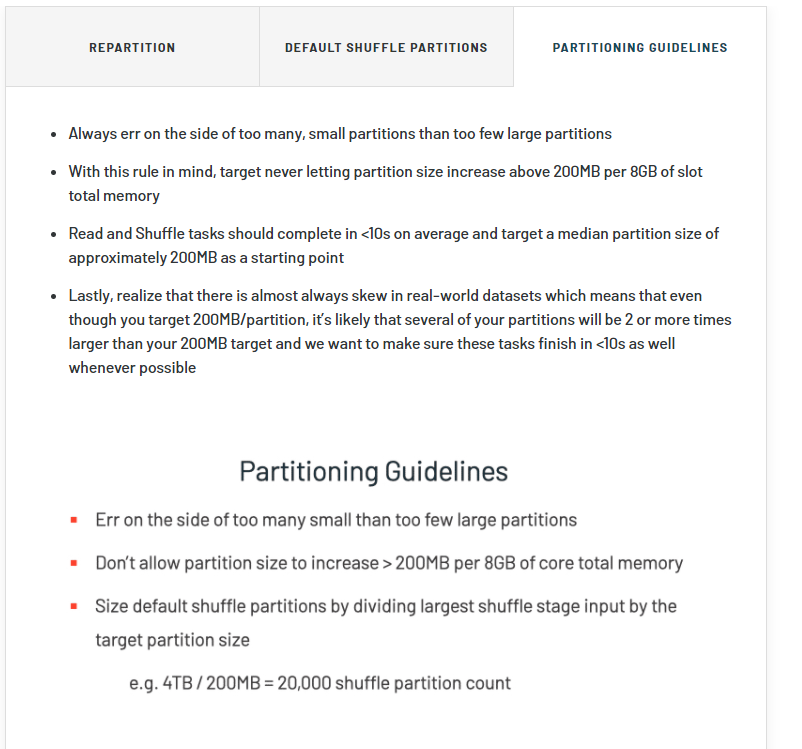 REPARTITION
DEFAULT SHUFFLE PARTITIONS
PARTITIONING GUIDELINES
Always err on the side of too many, small partitions than too few large partitions
With this rule in mind, target never letting partition size increase above 200MB per 8GB of slot
total memory
Read and Shuffle tasks should complete in <10s on average and target a median partition size of
approximately 200MB as a starting point
Lastly, realize that there is almost always skew in real-world datasets which means that even
though you target 200MB/partition, it's likely that several of your partitions will be 2 or more times
larger than your 200MB target and we want to make sure these tasks finish in <10s as well
whenever possible
Partitioning Guidelines
Err on the side of too many small than too few large partitions
Don't allow partition size to increase > 200MB per 8GB of core total memory
Size default shuffle partitions by dividing largest shuffle stage input by the
target partition size
e.g. 4TB / 200MB = 20,000 shuffle partition count